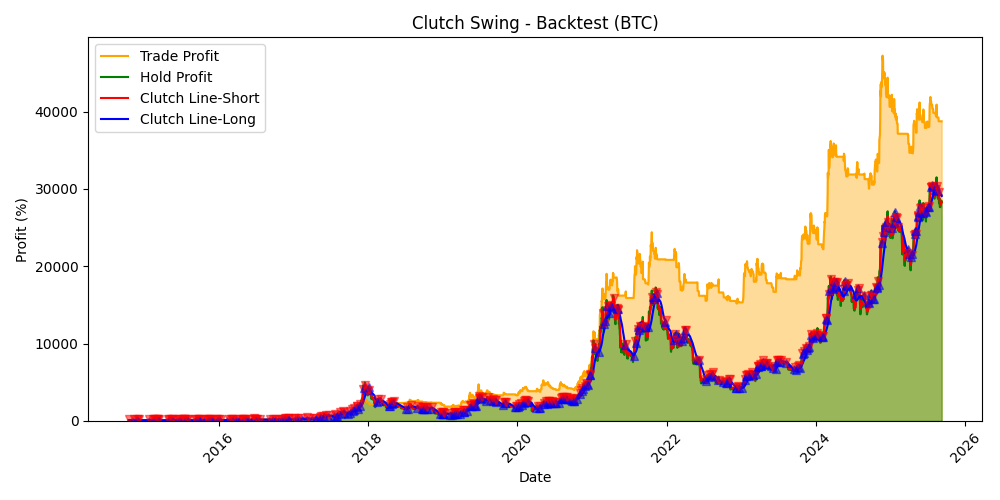 Clutch Swing - Backtest (BTC)
Trade Profit
Hold Profit
Clutch Line-Short
Clutch Line-Long
Profit (%)
40000
30000
20000
10000
0
2016
2018
2020
2022
2024
2026
Date